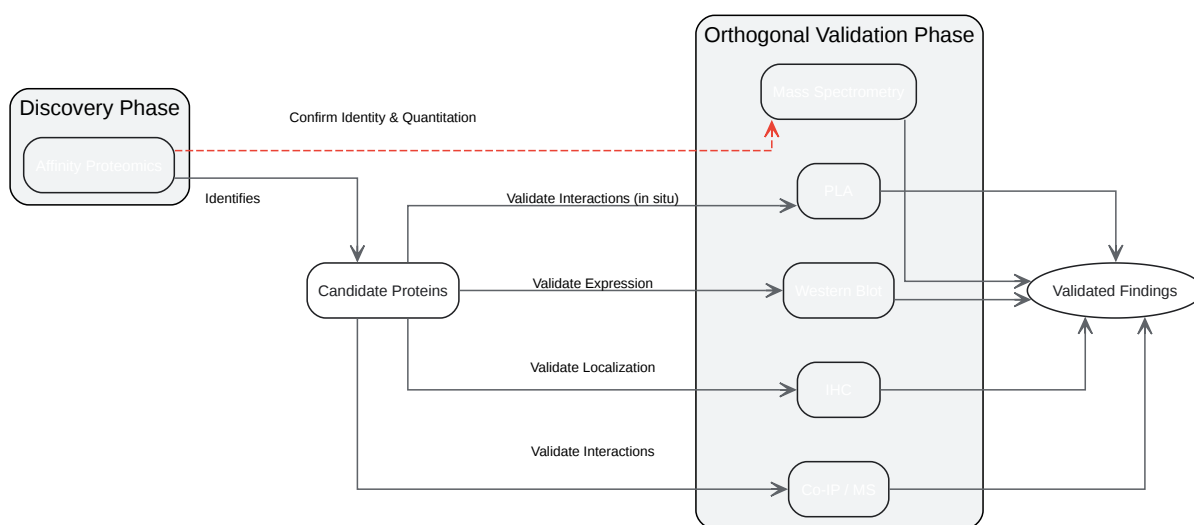 Orthogonal Validation Phase
Mass Spectrometry
Discovery Phase
Confirm Identity & Quantitation
Affinity Proteomics
Identifies
Validate Interactions (in situ)
PLA
Candidate Proteins
Validate Expression
Western Blot
Validated Findings
Validate Localization
IHC
Validate Interactions
Co-IP / MS